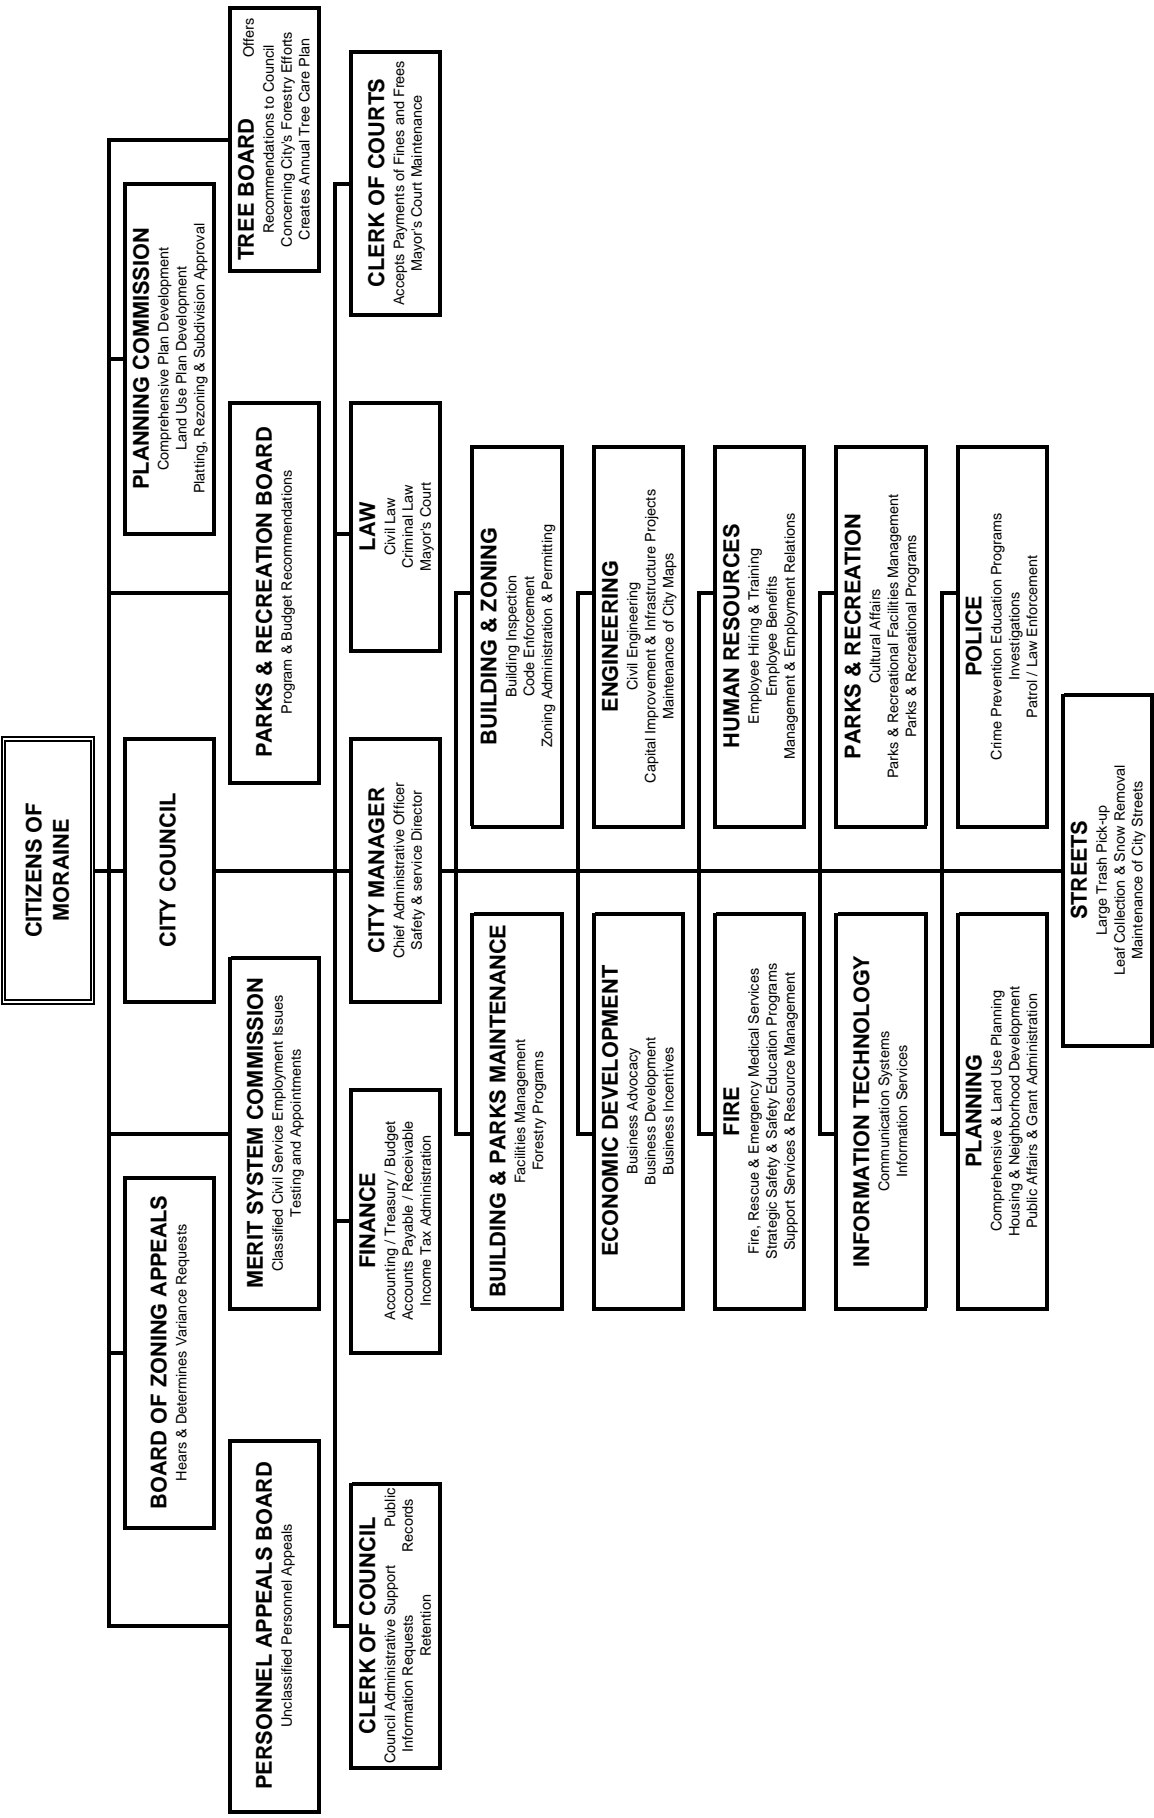 CITIZENS OF
MORAINE
BOARD OF ZONING APPEALS
Hears & Determines Variance Requests
CITY COUNCIL
PLANNING COMMISSION
Comprehensive Plan Development
Land Use Plan Development
Platting, Rezoning & Subdivision Approval
PERSONNEL APPEALS BOARD
Unclassified Personnel Appeals
MERIT SYSTEM COMMISSION
Classified Civil Service Employment Issues
Testing and Appointments
PARKS & RECREATION BOARD
Program & Budget Recommendations
TREE BOARD
Offers
Recommendations to Council
Concerning City's Forestry Efforts
Creates Annual Tree Care Plan
CLERK OF COUNCIL
Council Administrative Support Public
Information Requests Records
Retention
FINANCE
Accounting / Treasury / Budget
Accounts Payable / Receivable
Income Tax Administration
CITY MANAGER
Chief Administrative Officer
Safety & service Director
LAW
Civil Law
Criminal Law
Mayor's Court
CLERK OF COURTS
Accepts Payments of Fines and Frees
Mayor's Court Maintenance
BUILDING & PARKS MAINTENANCE
Facilities Management
Forestry Programs
BUILDING & ZONING
Building Inspection
Code Enforcement
Zoning Administration & Permitting
ECONOMIC DEVELOPMENT
Business Advocacy
Business Development
Business Incentives
ENGINEERING
Civil Engineering
Capital Improvement & Infrastructure Projects
Maintenance of City Maps
FIRE
Fire, Rescue & Emergency Medical Services
Strategic Safety & Safety Education Programs
Support Services & Resource Management
HUMAN RESOURCES
Employee Hiring & Training
Employee Benefits
Management & Employment Relations
INFORMATION TECHNOLOGY
Communication Systems
Information Services
PARKS & RECREATION
Cultural Affairs
Parks & Recreational Facilities Management
Parks & Recreational Programs
PLANNING
Comprehensive & Land Use Planning
Housing & Neighborhood Development
Public Affairs & Grant Administration
POLICE
Crime Prevention Education Programs
Investigations
Patrol / Law Enforcement
STREETS
Large Trash Pick-up
Leaf Collection & Snow Removal
Maintenance of City Streets